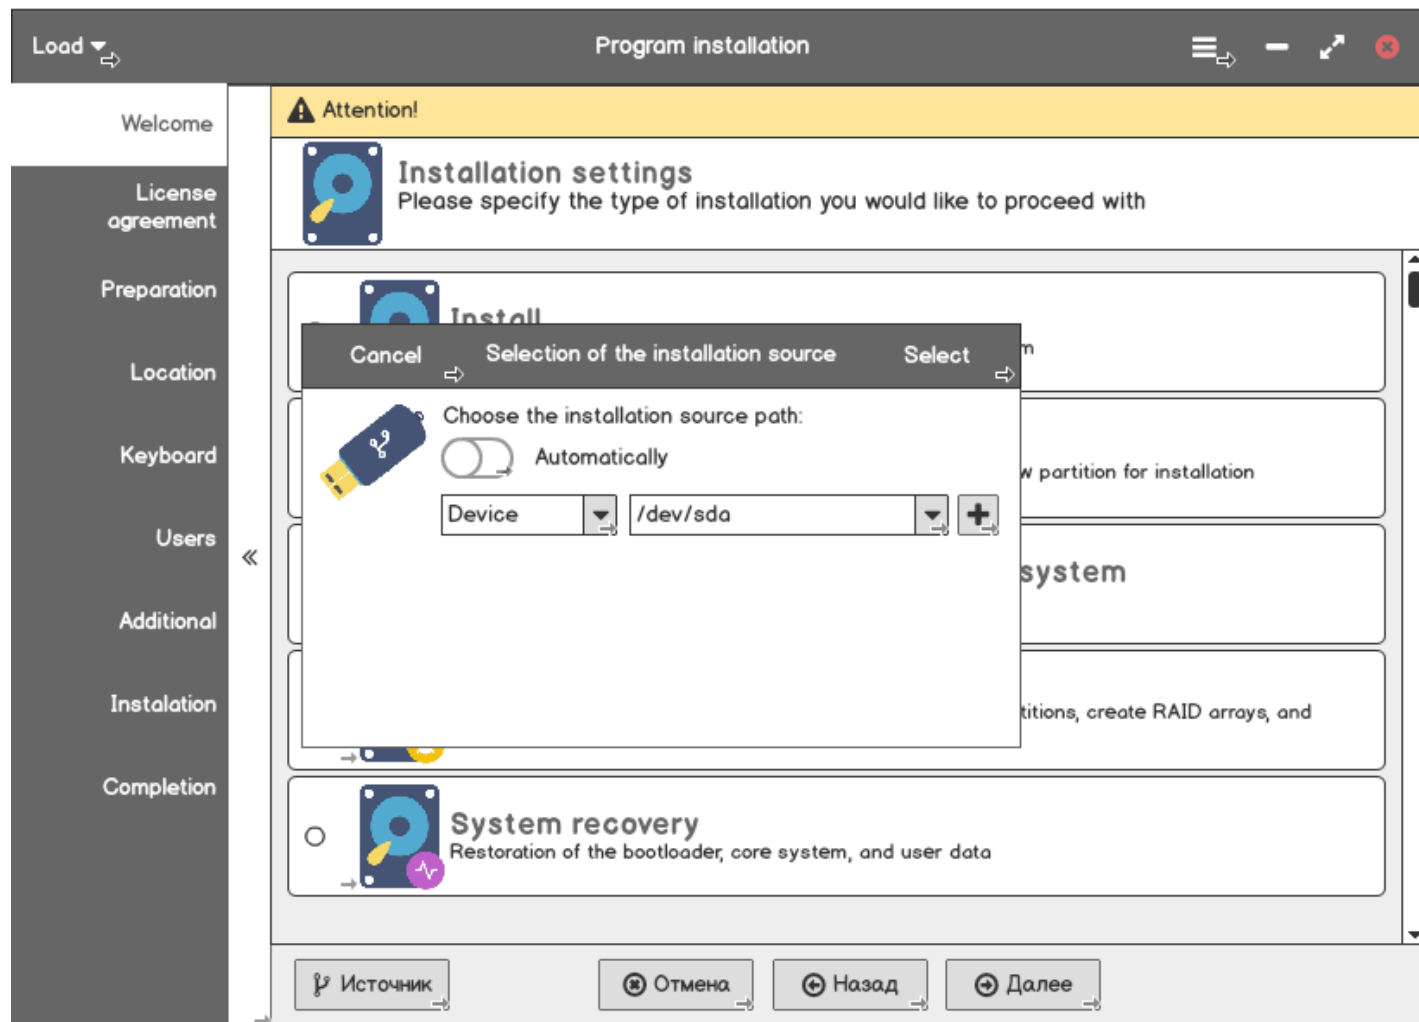 Load
Program installation
Welcome
License
agreement
Preparation
Location
Keyboard
Users
Additional
Instalation
Completion
«
Attention!
Installation settings
Please specify the type of installation you would like to proceed with
Install
Cancel
Selection of the installation source
Select
Choose the installation source path:
Automatically
Device
/dev/sda
partition for installation
system
create RAID arrays, and
System recovery
Restoration of the bootloader, core system, and user data
Источник
Отмена
Назад
Далее